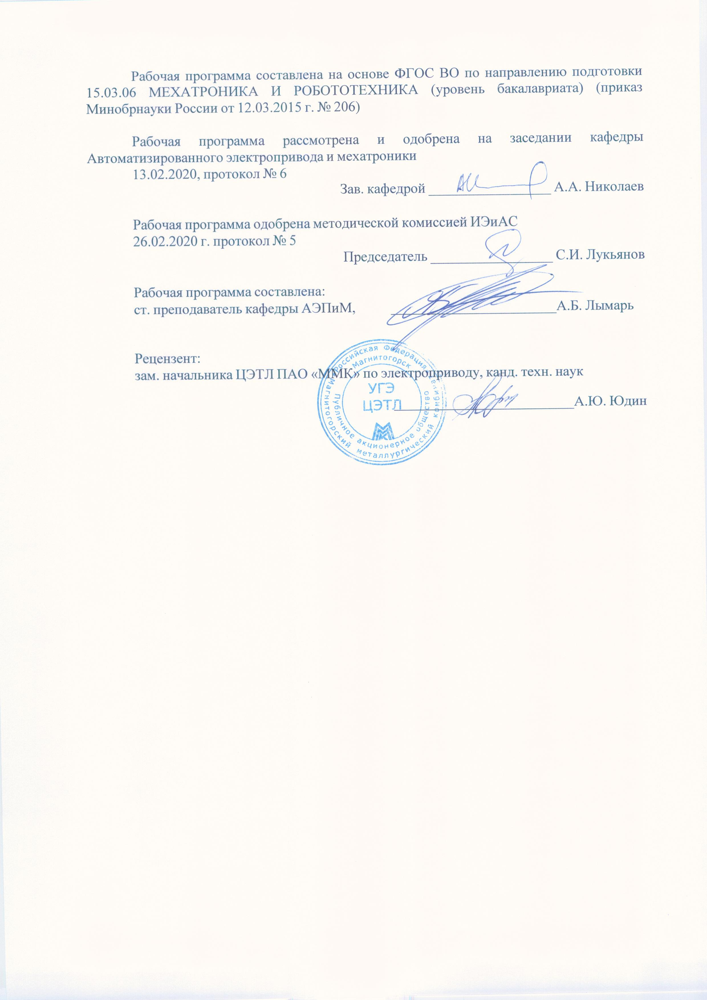 Рабочая программа составлена на основе ФГОС ВО по направлению подготовки
15.03.06 МЕХАТРОНИКА И РОБОТОТЕХНИКА (уровень бакалавриата) (приказ
Минобрнауки России от 12.03.2015 г. № 206)
Рабочая программа рассмотрена и одобрена на заседании кафедры
Автоматизированного электропривода и мехатроники
13.02.2020, протокол № 6
Зав. кафедрой ________________ А.А. Николаев
Рабочая программа одобрена методической комиссией ИЭиАС
26.02.2020 г. протокол № 5
Председатель ________________ С.И. Лукьянов
Рабочая программа составлена:
ст. преподаватель кафедры АЭПиМ, ________________А.Б. Лымарь
Рецензент:
зам. начальника ЦЭТЛ ПАО «ММК» по электроприводу, канд. техн. наук
________________А.Ю. Юдин
Российская Федерация
Магнитогорск
Магнитогорский металлургический комбинат
Публичное акционерное общество
УГЭ
ЦЭТЛ